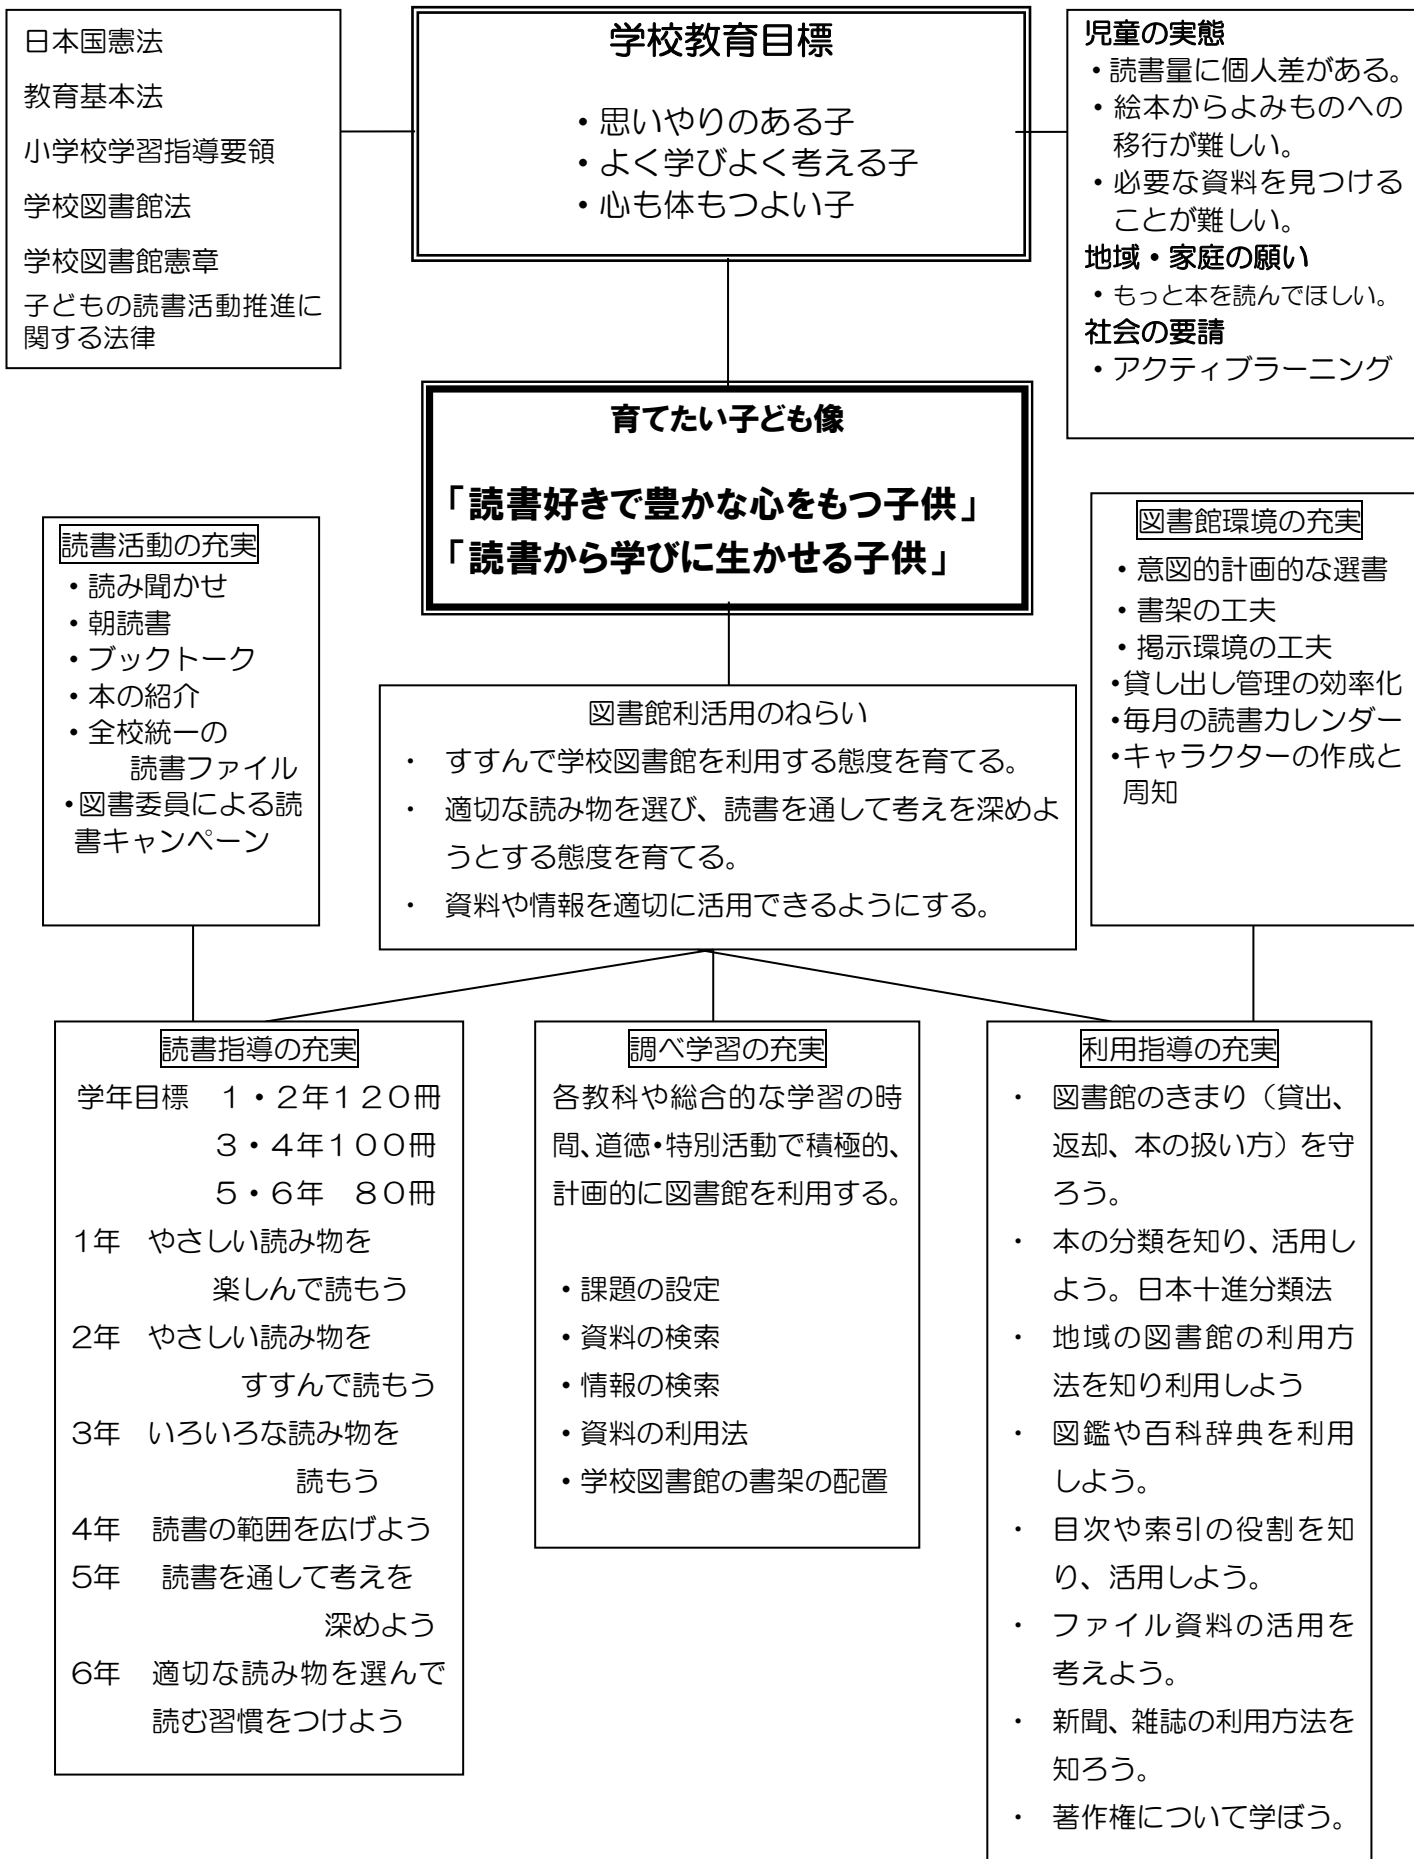 日本国憲法
教育基本法
小学校学習指導要領
学校図書館法
学校図書館憲章
子どもの読書活動推進に
関する法律
学校教育目標
・思いやりのある子
・よく学びよく考える子
・心も体もつよい子
児童の実態
・読書量に個人差がある。
・絵本からよみものへの
移行が難しい。
・必要な資料を見つける
ことが難しい。
地域・家庭の願い
・もっと本を読んでほしい。
社会の要請
・アクティブラーニング
育てたい子ども像
「読書好きで豊かな心をもつ子供」
「読書から学びに生かせる子供」
読書活動の充実
・読み聞かせ
・朝読書
・ブックトーク
・本の紹介
・全校統一の
読書ファイル
・図書委員による読
書キャンペーン
図書館利活用のねらい
・ すすんで学校図書館を利用する態度を育てる。
・ 適切な読み物を選び、読書を通して考えを深めよ
うとする態度を育てる。
・ 資料や情報を適切に活用できるようにする。
図書館環境の充実
・意図的計画的な選書
・書架の工夫
・掲示環境の工夫
・貸し出し管理の効率化
・毎月の読書カレンダー
・キャラクターの作成と
周知
読書指導の充実
学年目標 1・2年120冊
3・4年100冊
5・6年 80冊
1年 やさしい読み物を
楽しんで読もう
2年 やさしい読み物を
すすんで読もう
3年 いろいろな読み物を
読もう
4年 読書の範囲を広げよう
5年 読書を通して考えを
深めよう
6年 適切な読み物を選んで
読む習慣をつけよう
調べ学習の充実
各教科や総合的な学習の時
間、道徳・特別活動で積極的、
計画的に図書館を利用する。
・課題の設定
・資料の検索
・情報の検索
・資料の利用法
・学校図書館の書架の配置
利用指導の充実
・ 図書館のきまり（貸出、
返却、本の扱い方）を守
ろう。
・ 本の分類を知り、活用し
よう。日本十進分類法
・ 地域の図書館の利用方
法を知り利用しよう
・ 図鑑や百科辞典を利用
しよう。
・ 目次や索引の役割を知
り、活用しよう。
・ ファイル資料の活用を
考えよう。
・ 新聞、雑誌の利用方法を
知ろう。
・ 著作権について学ぼう。